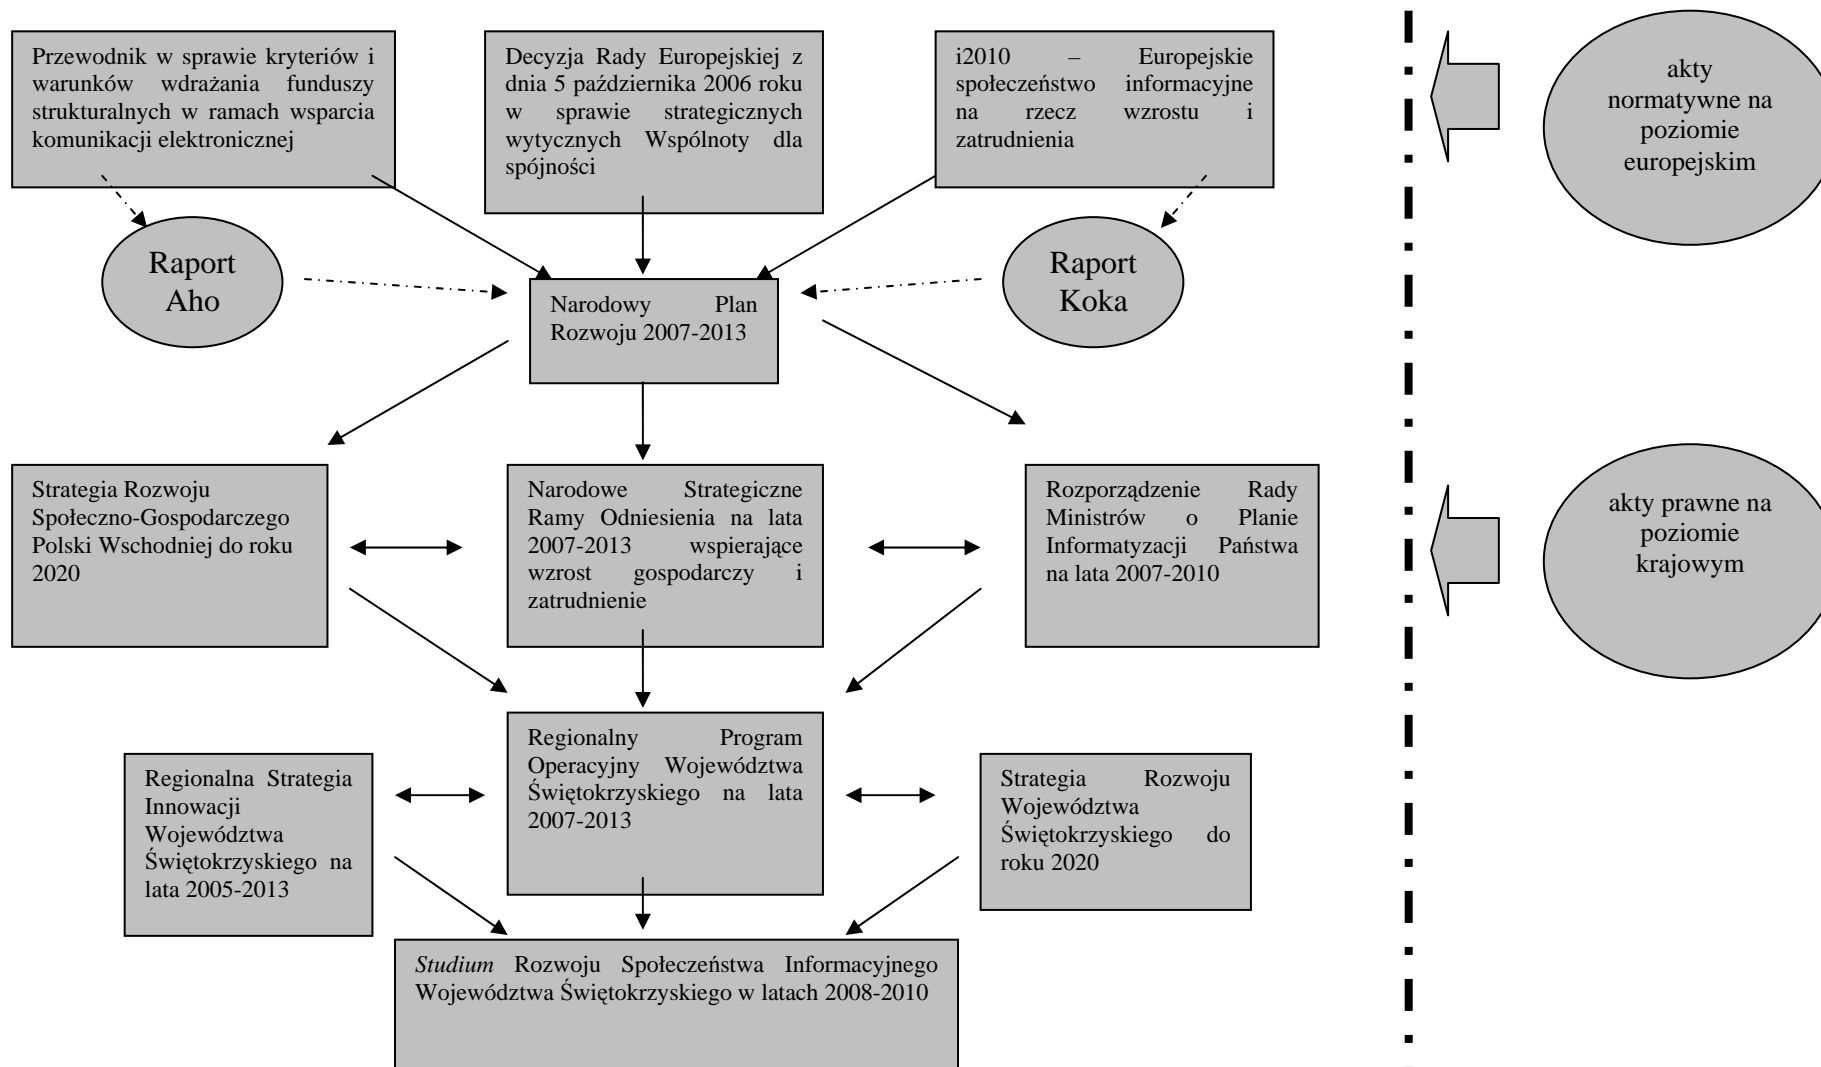 Przewodnik w sprawie kryteriów i
warunków wdrażania funduszy
strukturalnych w ramach wsparcia
komunikacji elektronicznej
Decyzja Rady Europejskiej z
dnia 5 października 2006 roku
w sprawie strategicznych
wytycznych Wspólnoty dla
spójności
i2010 – Europejskie
społeczeństwo informacyjne
na rzecz wzrostu i
zatrudnienia
akty
normatywne na
poziomie
europejskim
Raport
Aho
Raport
Koka
Narodowy Plan
Rozwoju 2007-2013
Strategia Rozwoju
Społeczno-Gospodarczego
Polski Wschodniej do roku
2020
Narodowe Strategiczne
Ramy Odniesienia na lata
2007-2013 wspierające
wzrost gospodarczy i
zatrudnienie
Rozporządzenie Rady
Ministrów o Planie
Informatyzacji Państwa
na lata 2007-2010
akty prawne na
poziomie
krajowym
Regionalna Strategia
Innowacji
Województwa
Świętokrzyskiego na
lata 2005-2013
Regionalny Program
Operacyjny Województwa
Świętokrzyskiego na lata
2007-2013
Strategia Rozwoju
Województwa
Świętokrzyskiego do
roku 2020
Studium Rozwoju Społeczeństwa Informacyjnego
Województwa Świętokrzyskiego w latach 2008-2010